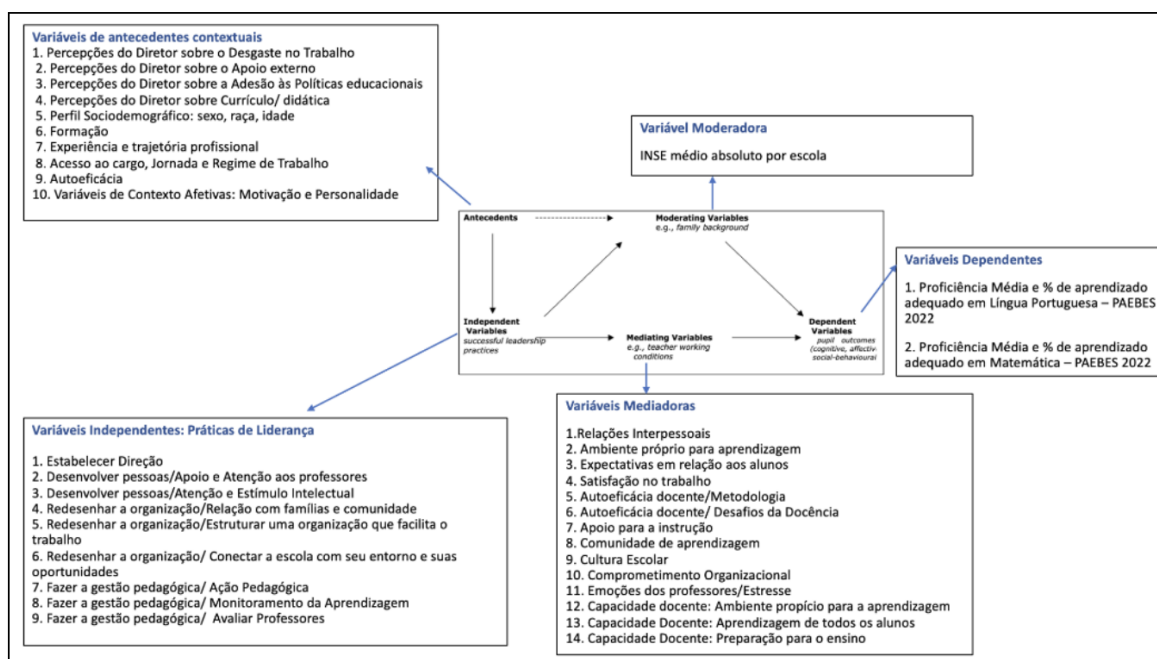 Variáveis de antecedentes contextuais
1. Percepções do Diretor sobre o Desgaste no Trabalho
2. Percepções do Diretor sobre o Apoio externo
3. Percepções do Diretor sobre a Adesão às Políticas educacionais
4. Percepções do Diretor sobre Currículo/ didática
5. Perfil Sociodemográfico: sexo, raça, idade
6. Formação
7. Experiência e trajetória profissional
8. Acesso ao cargo, Jornada e Regime de Trabalho
9. Autoeficácia
10. Variáveis de Contexto Afetivas: Motivação e Personalidade
Variável Moderadora
INSE médio absoluto por escola
Antecedents
Moderating Variables
e.g., family background
Independent
Variables
successful leadership
practices
Mediating Variables
e.g., teacher working
conditions
Dependent
Variables
pupil outcomes
(cognitive, affective-
social-behavioural
Variáveis Dependentes
1. Proficiência Média e % de aprendizado
adequado em Língua Portuguesa – PAEBES
2022
2. Proficiência Média e % de aprendizado
adequado em Matemática – PAEBES 2022
Variáveis Independentes: Práticas de Liderança
1. Estabelecer Direção
2. Desenvolver pessoas/Apoio e Atenção aos professores
3. Desenvolver pessoas/Atenção e Estímulo Intelectual
4. Redesenhar a organização/Relação com famílias e comunidade
5. Redesenhar a organização/Estruturar uma organização que facilita o
trabalho
6. Redesenhar a organização/ Conectar a escola com seu entorno e suas
oportunidades
7. Fazer a gestão pedagógica/ Ação Pedagógica
8. Fazer a gestão pedagógica/ Monitoramento da Aprendizagem
9. Fazer a gestão pedagógica/ Avaliar Professores
Variáveis Mediadoras
1.Relações Interpessoais
2. Ambiente próprio para aprendizagem
3. Expectativas em relação aos alunos
4. Satisfação no trabalho
5. Autoeficácia docente/Metodologia
6. Autoeficácia docente/ Desafios da Docência
7. Apoio para a instrução
8. Comunidade de aprendizagem
9. Cultura Escolar
10. Comprometimento Organizacional
11. Emoções dos professores/Estresse
12. Capacidade docente: Ambiente propício para a aprendizagem
13. Capacidade Docente: Aprendizagem de todos os alunos
14. Capacidade Docente: Preparação para o ensino